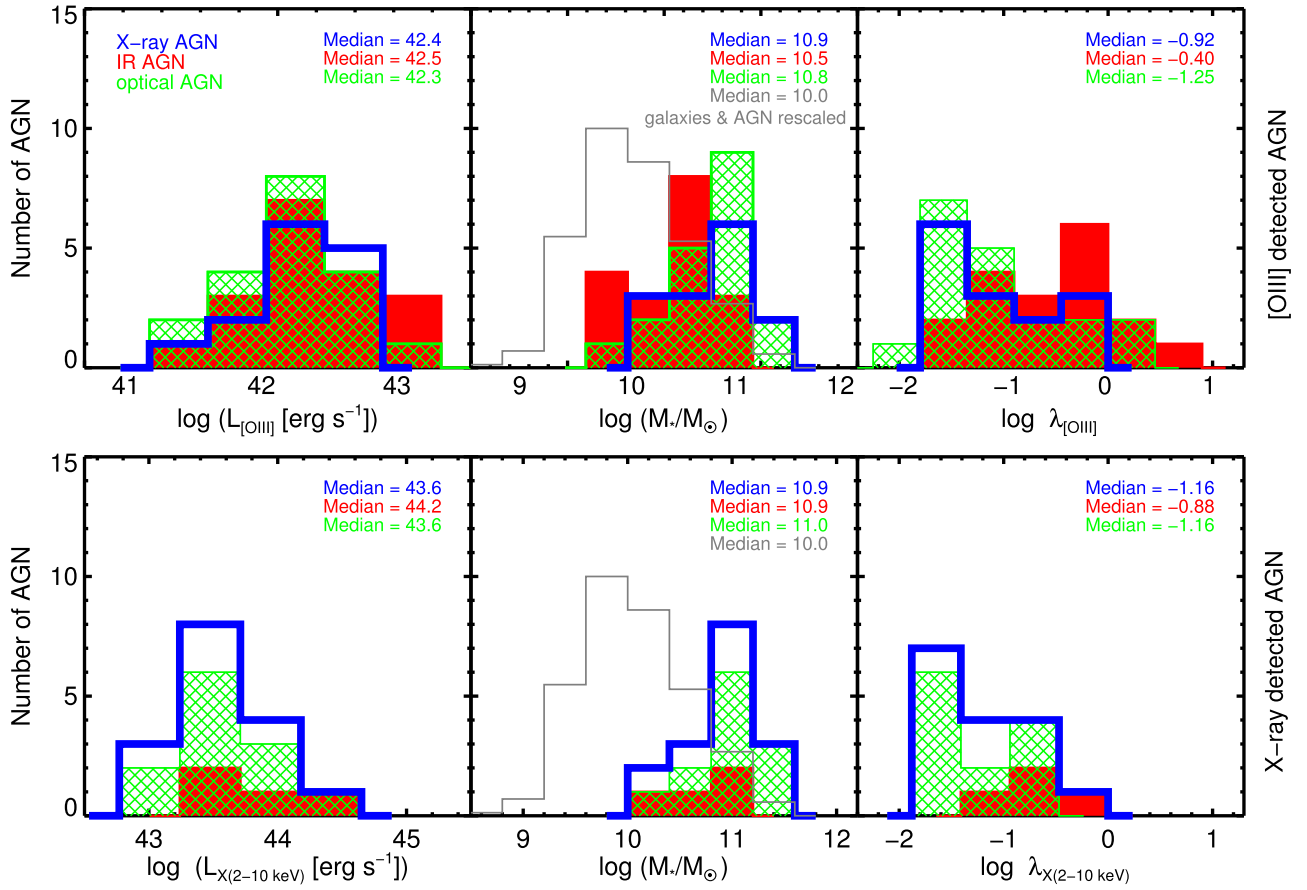 15
10
5
0
Number of AGN
X−ray AGN
IR AGN
optical AGN
Median = 42.4
Median = 42.5
Median = 42.3
41
42
43
log (L[OIII] [erg s−1])
Median = 10.9
Median = 10.5
Median = 10.8
Median = 10.0
galaxies & AGN rescaled
9
10
11
12
log (M*/M⊙)
Median = −0.92
Median = −0.40
Median = −1.25
−2
−1
0
1
log λ[OIII]
[OIII] detected AGN
15
10
5
0
Number of AGN
Median = 43.6
Median = 44.2
Median = 43.6
43
44
45
log (LX(2−10 keV) [erg s−1])
Median = 10.9
Median = 10.9
Median = 11.0
Median = 10.0
9
10
11
12
log (M*/M⊙)
Median = −1.16
Median = −0.88
Median = −1.16
−2
−1
0
1
log λX(2−10 keV)
X−ray detected AGN